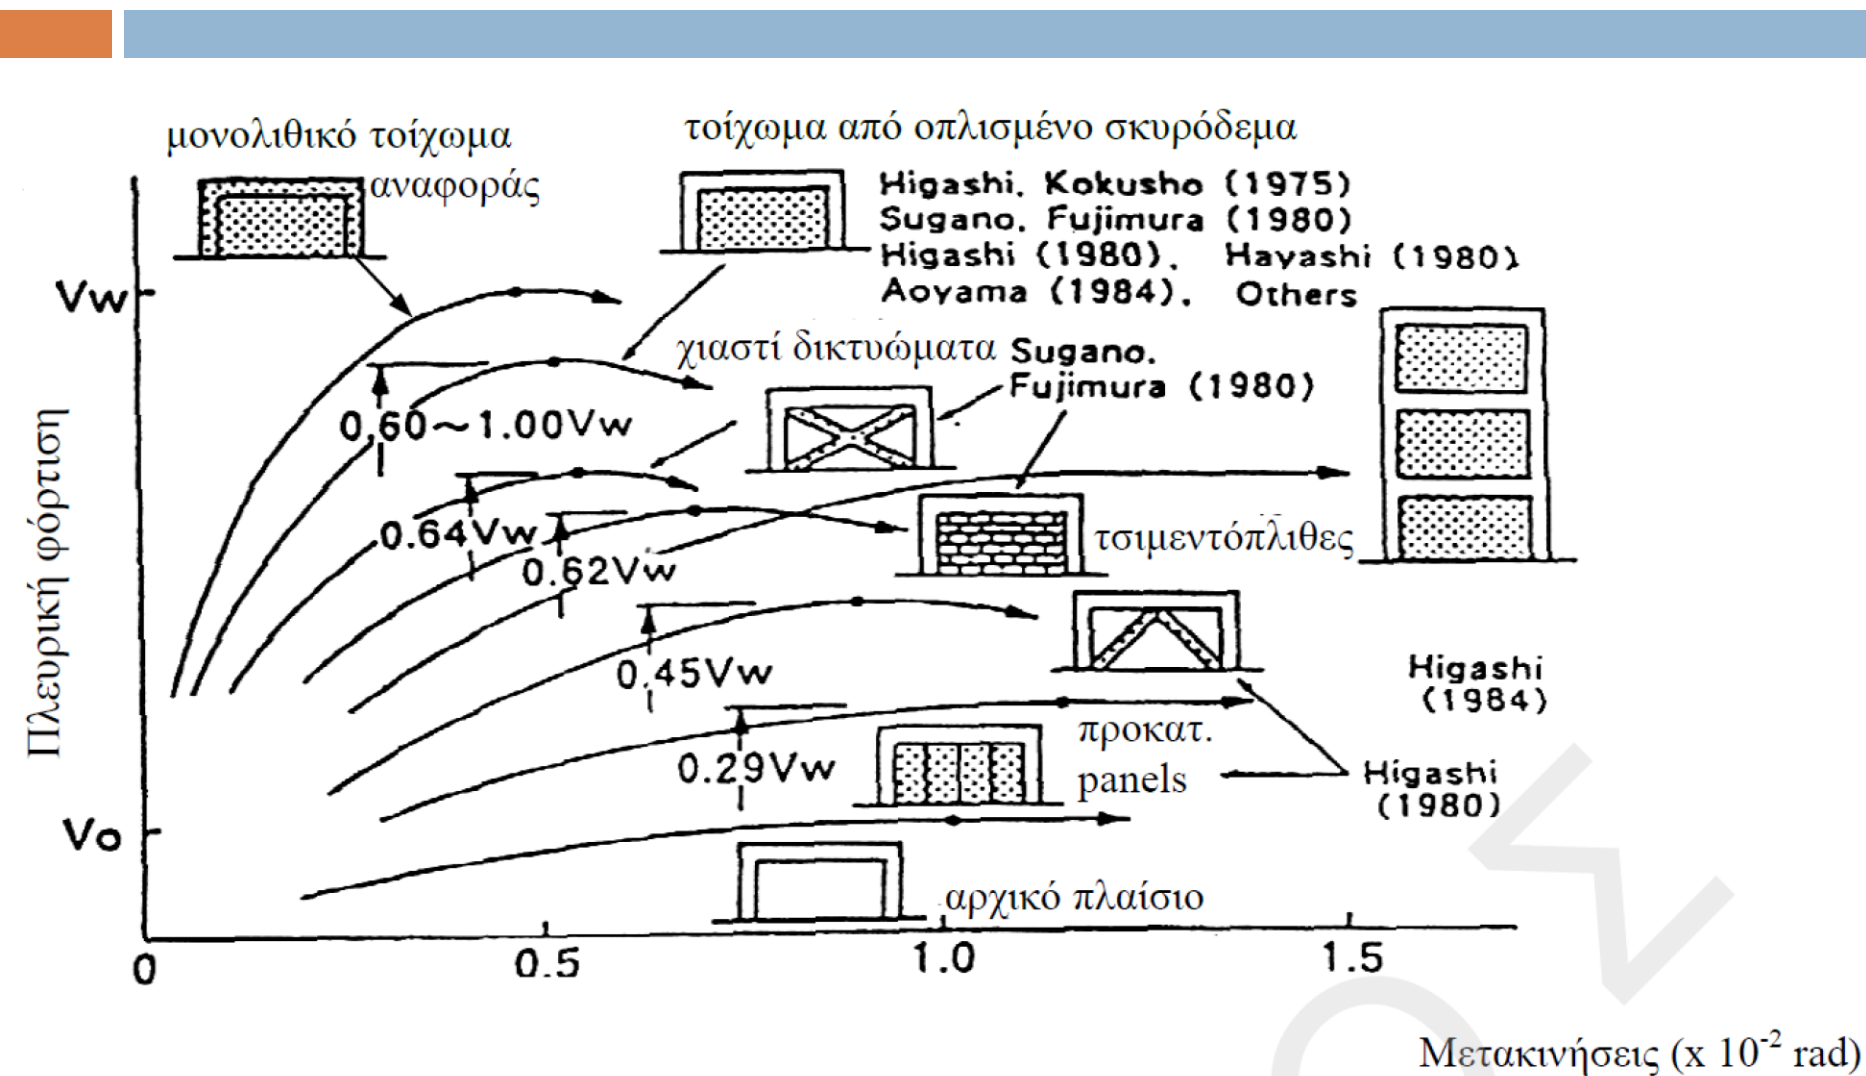 μονολιθικό τοίχωμα
αναφοράς
τοίχωμα από οπλισμένο σκυρόδεμα
Higashi. Kokusho (1975)
Sugano. Fujimura (1980)
Higashi (1980). Hayashi (1980)
Aoyama (1984). Others
Vw
χιαστί δικτυώματα
Sugano.
Fujimura (1980)
0.60~1.00Vw
0.64Vw
0.62Vw
τσιμεντόπλιθες
Πλευρική φόρτιση
0.45Vw
Higashi
(1984)
0.29Vw
προκατ.
panels
Higashi
(1980)
Vo
αρχικό πλαίσιο
0
0.5
1.0
1.5
Μετακινήσεις (x 10⁻² rad)